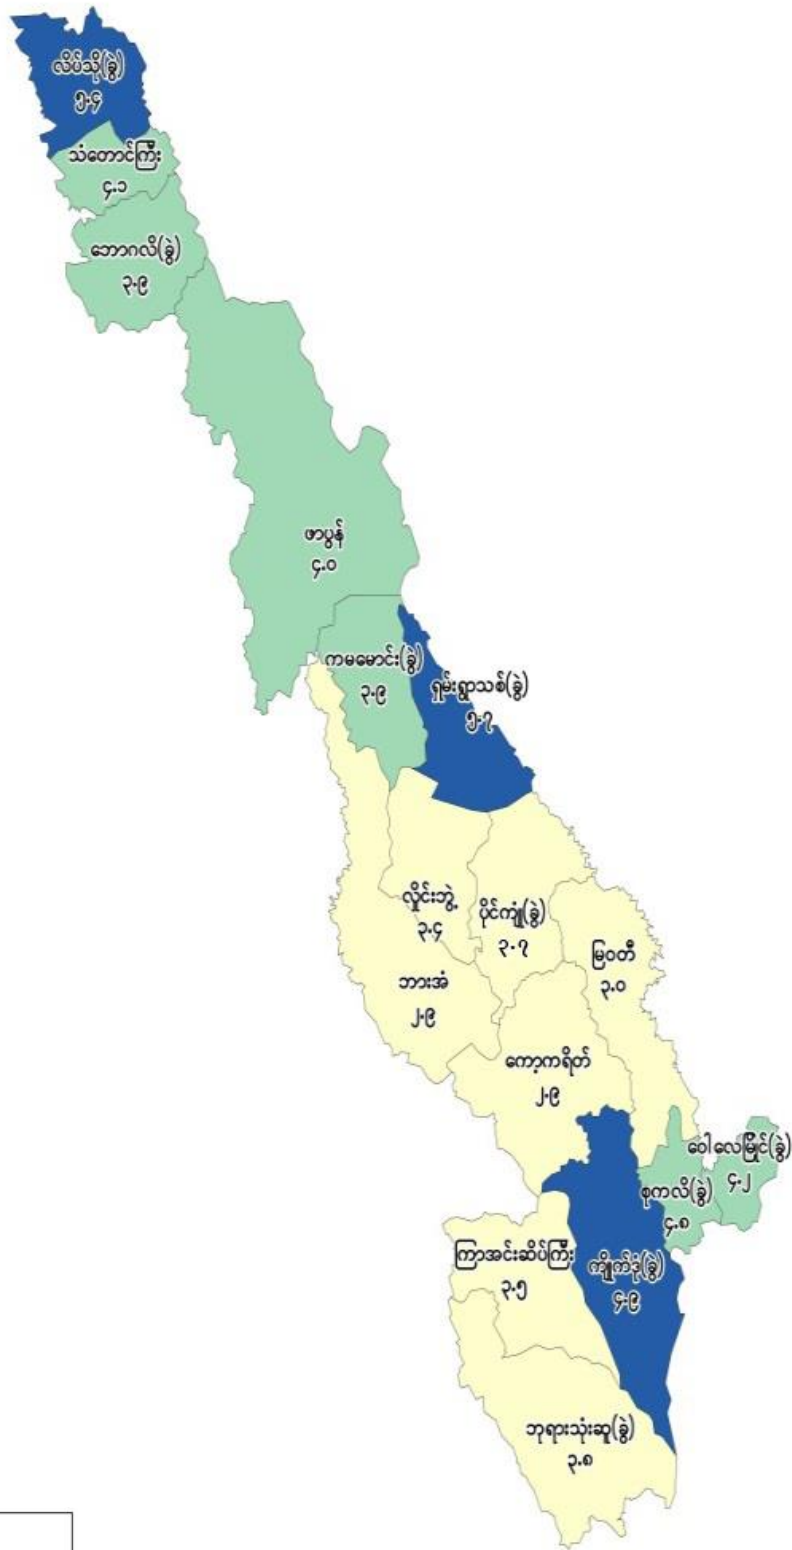 လိပ်သို(ခွဲ)
၅.၄
သံတောင်ကြီး
၄.၁
ဘောဂလိ(ခွဲ)
၃.၉
ဖာပွန်
၄.၀
ကမမောင်း(ခွဲ)
၃.၉
ရှမ်းရွာသစ်(ခွဲ)
၅.၇
လှိုင်းဘွဲ့
၃.၄
ပိုင်ကျုံ(ခွဲ)
၃.၇
မြဝတီ
၃.၀
ဘားအံ
၂.၉
ကော့ကရိတ်
၂.၉
ဝေါလေမြိုင်(ခွဲ)
၄.၂
စုကလိ(ခွဲ)
၄.၈
ကြာအင်းဆိပ်ကြီး
၃.၅
ကျိုက်ဒုံ(ခွဲ)
၄.၉
ဘုရားသုံးဆူ(ခွဲ)
၃.၈